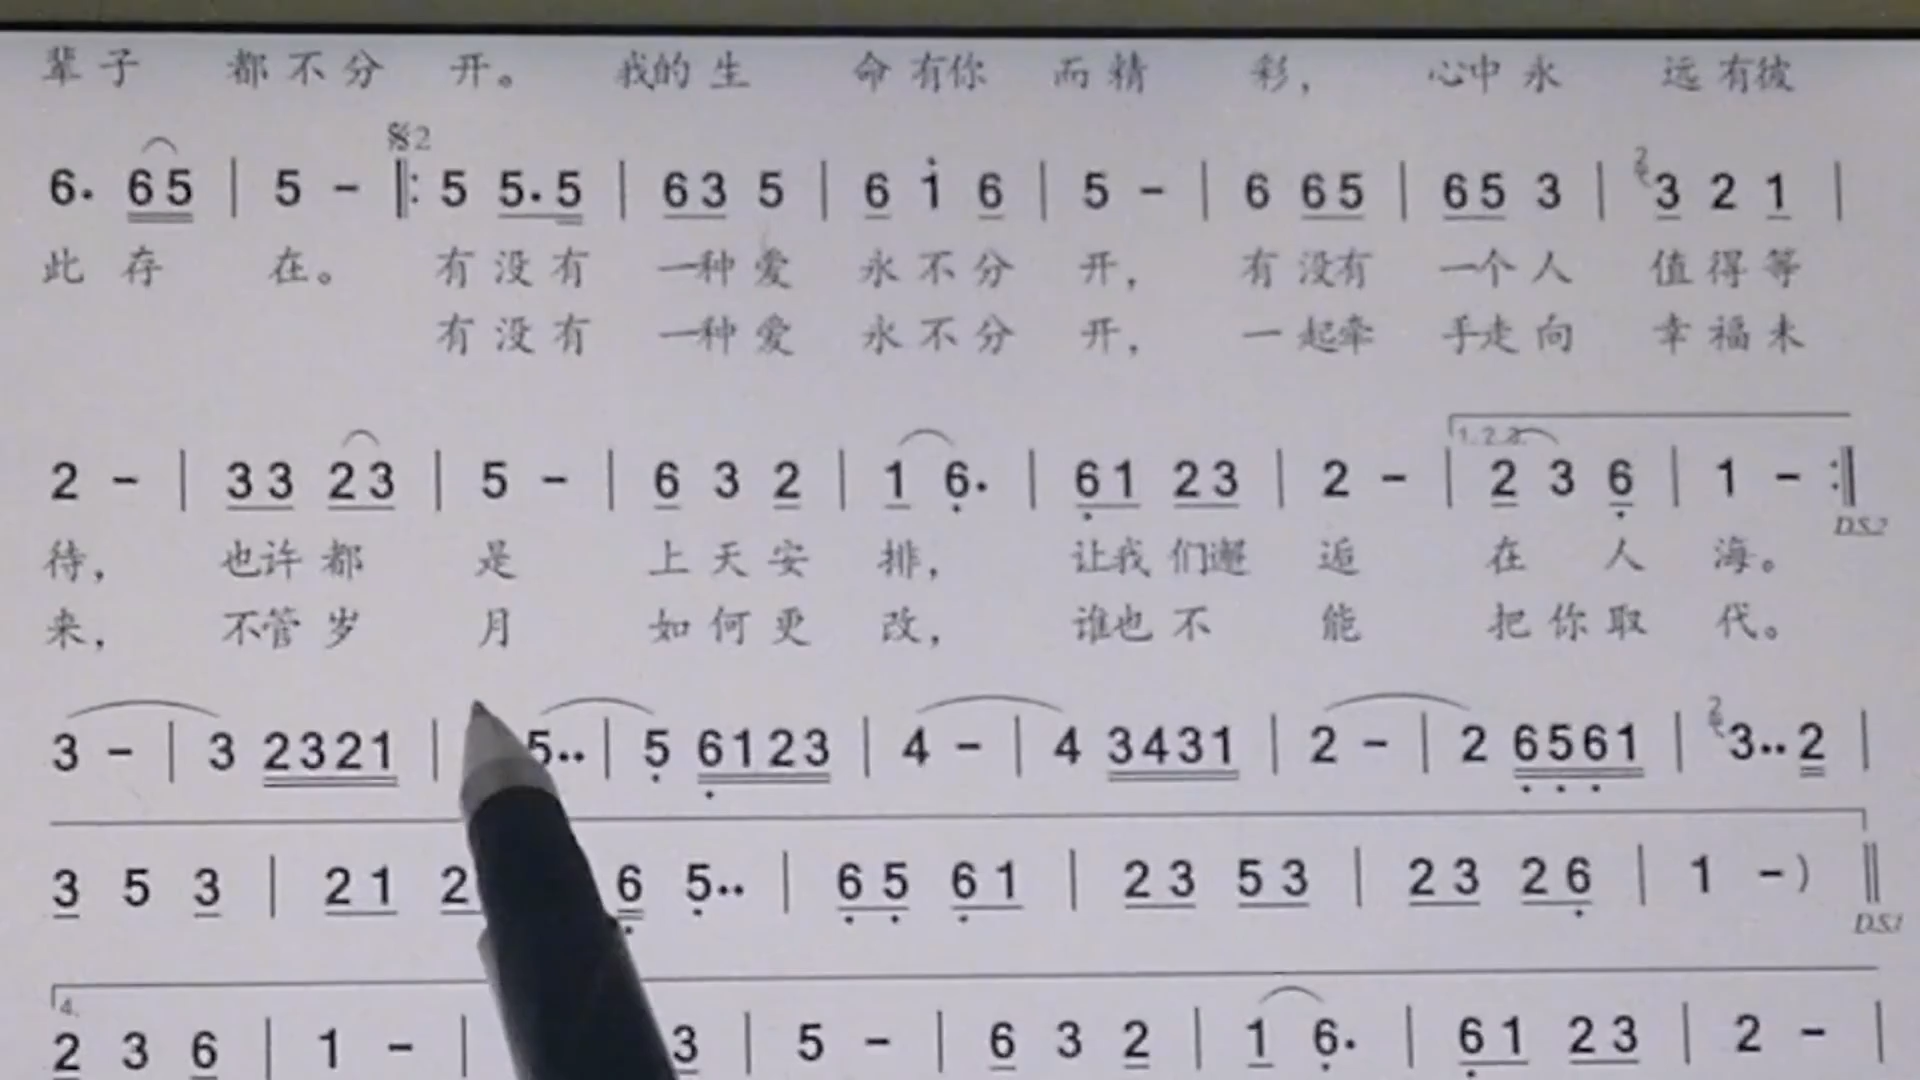 辈子 都不分 开。 我的生 命有你 而精 彩， 心中永 远有彼
𝄋2
6. 65 | 5 - ‖: 5 5.5 | 63 5 | 6 i 6 | 5 - | 6 65 | 65 3 | 2 3 2 1 |
此 存 在。 有没有 一种爱 永不分 开， 有没有 一个人 值得等
有没有 一种爱 永不分 开， 一起牵 手走向 幸福未
1.2.3.
2 - | 33 23 | 5 - | 6 3 2 | 1 6. | 61 23 | 2 - | 2 3 6 | 1 - :‖
D.S.2
待， 也许都 是 上天安 排， 让我们邂 逅 在 人 海。
来， 不管岁 月 如何更 改， 谁也不 能 把你取 代。
3 - | 3 2321 | 5.. | 5 6123 | 4 - | 4 3431 | 2 - | 2 6561 | 2 3..2 |
3 5 3 | 21 2 6 5.. | 65 61 | 23 53 | 23 26 | 1 -) ‖
D.S.1
4.
2 3 6 | 1 - | 3 | 5 - | 6 3 2 | 1 6. | 61 23 | 2 - |